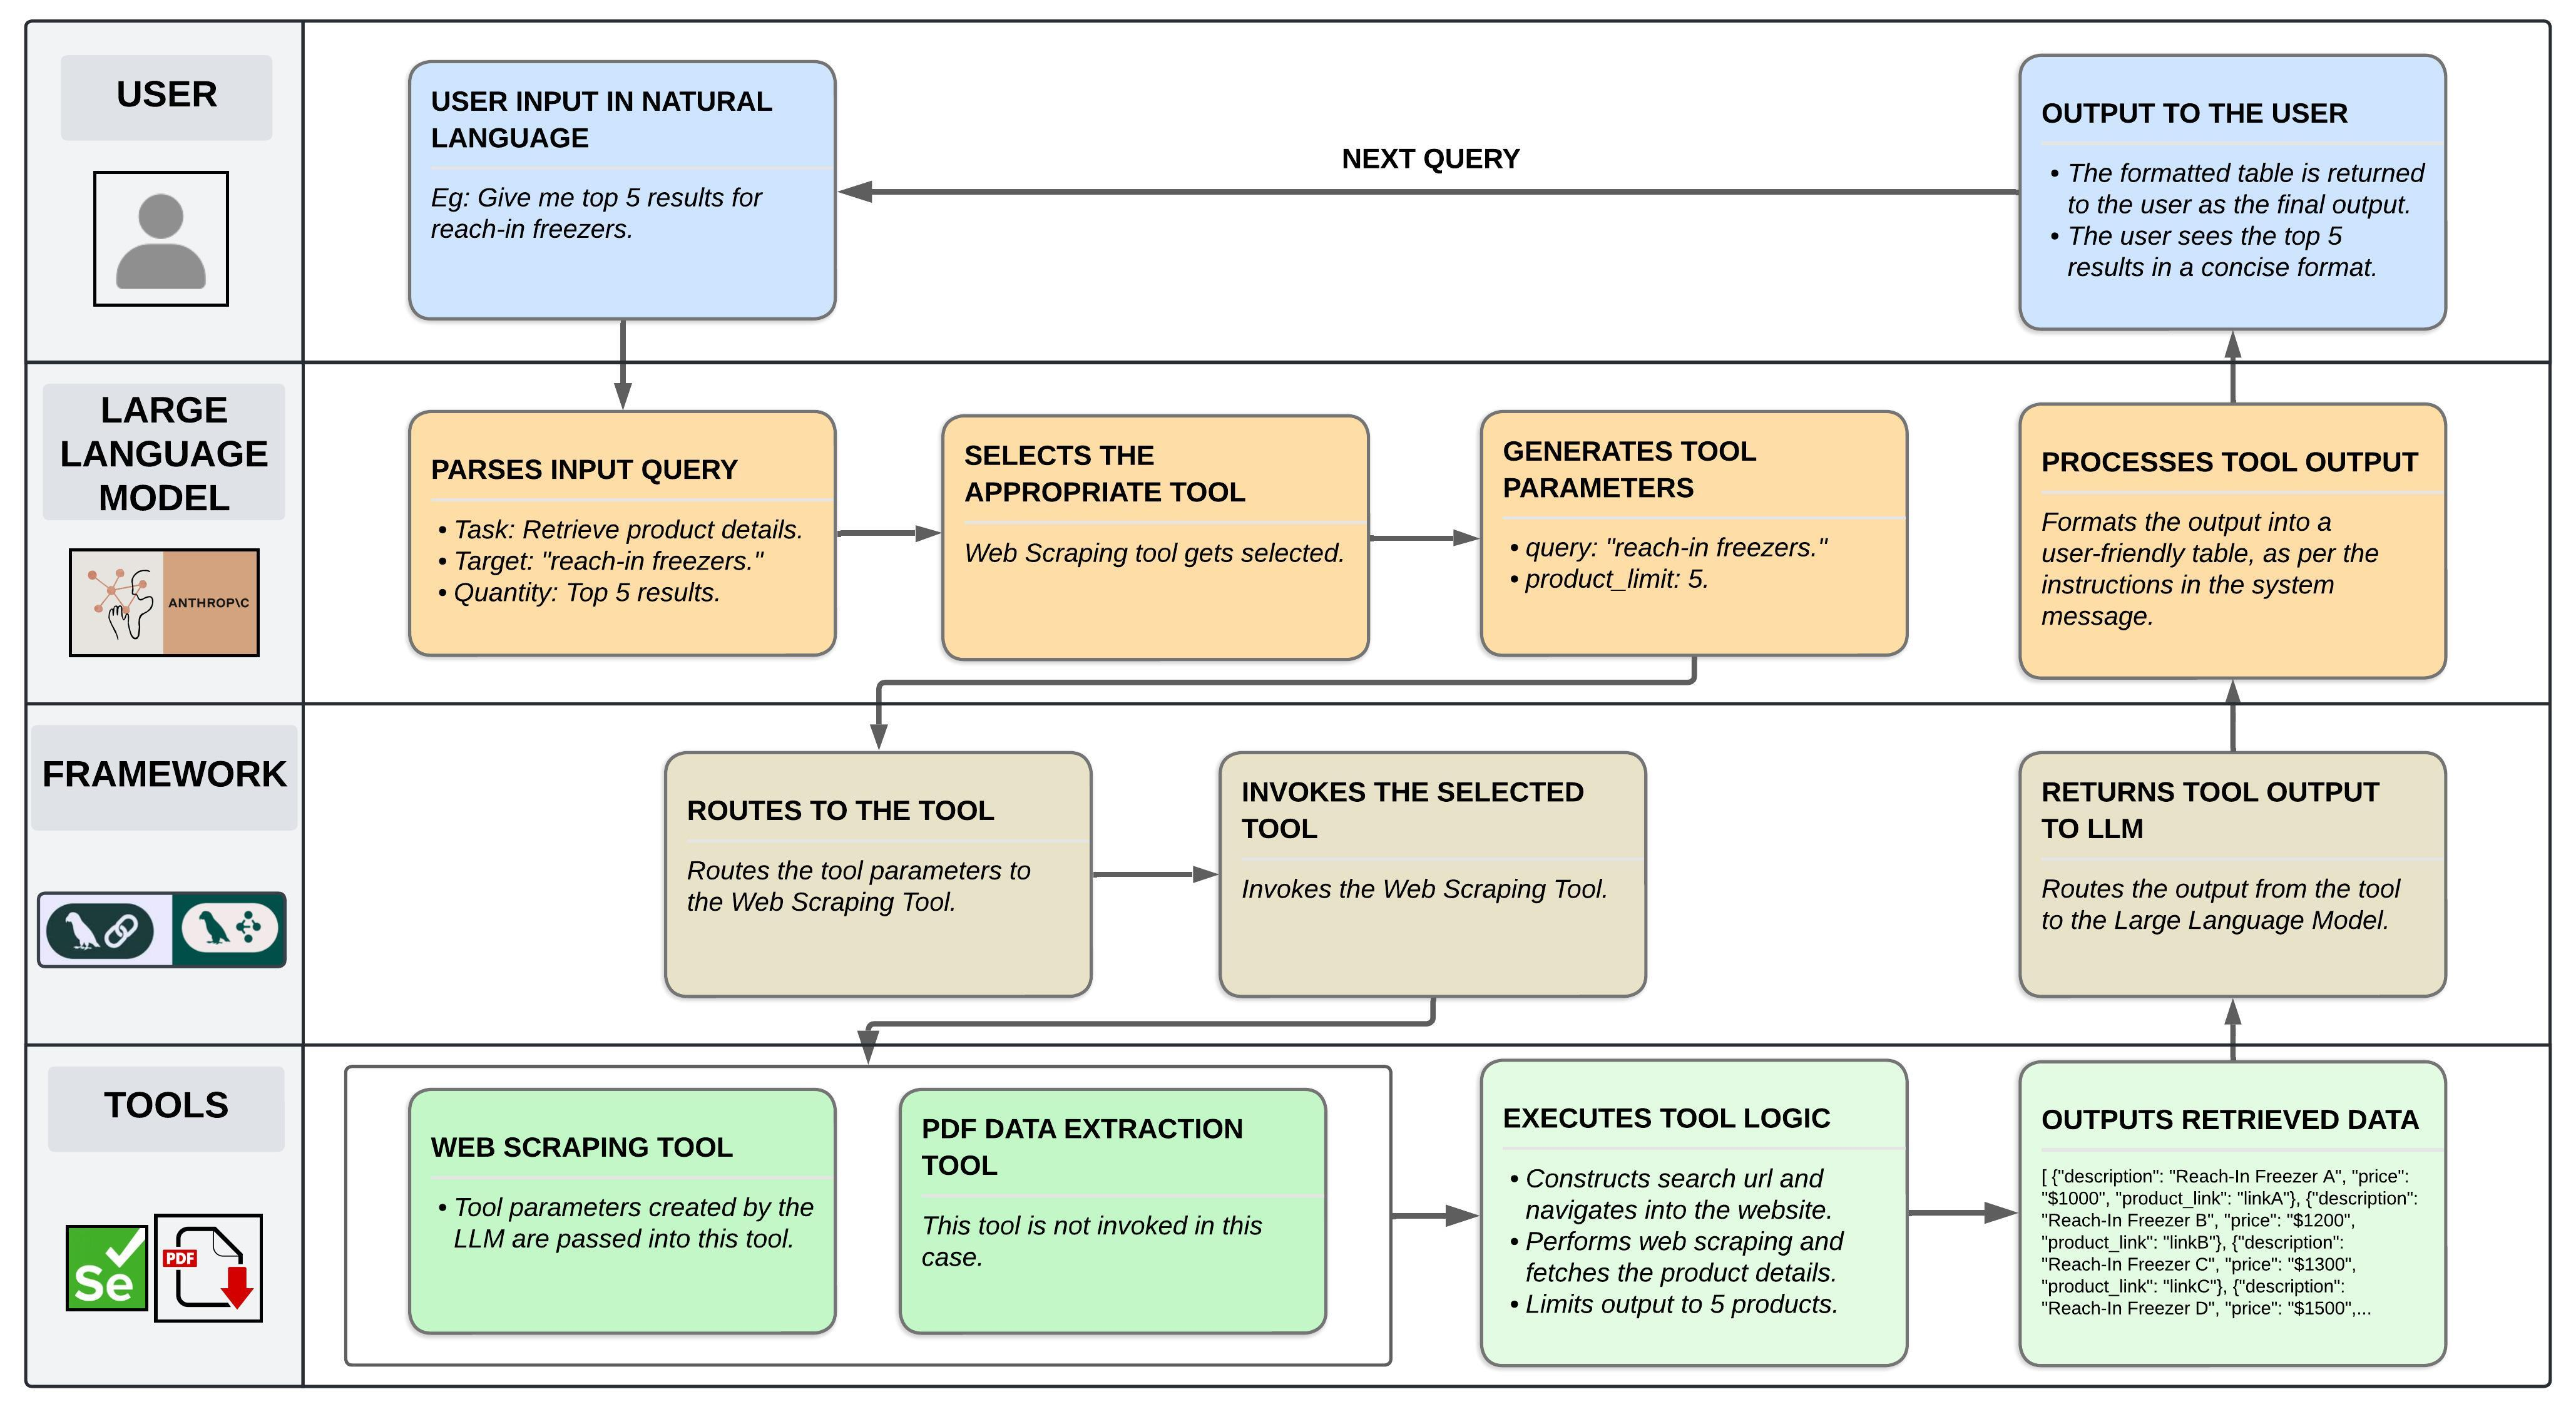 USER
USER INPUT IN NATURAL
LANGUAGE
Eg: Give me top 5 results for
reach-in freezers.
NEXT QUERY
OUTPUT TO THE USER
• The formatted table is returned
to the user as the final output.
• The user sees the top 5
results in a concise format.
LARGE
LANGUAGE
MODEL
ANTHROP\C
PARSES INPUT QUERY
• Task: Retrieve product details.
• Target: "reach-in freezers."
• Quantity: Top 5 results.
SELECTS THE
APPROPRIATE TOOL
Web Scraping tool gets selected.
GENERATES TOOL
PARAMETERS
• query: "reach-in freezers."
• product_limit: 5.
PROCESSES TOOL OUTPUT
Formats the output into a
user-friendly table, as per the
instructions in the system
message.
FRAMEWORK
ROUTES TO THE TOOL
Routes the tool parameters to
the Web Scraping Tool.
INVOKES THE SELECTED
TOOL
Invokes the Web Scraping Tool.
RETURNS TOOL OUTPUT
TO LLM
Routes the output from the tool
to the Large Language Model.
TOOLS
Se
PDF
WEB SCRAPING TOOL
• Tool parameters created by the
LLM are passed into this tool.
PDF DATA EXTRACTION
TOOL
This tool is not invoked in this
case.
EXECUTES TOOL LOGIC
• Constructs search url and
navigates into the website.
• Performs web scraping and
fetches the product details.
• Limits output to 5 products.
OUTPUTS RETRIEVED DATA
[ {"description": "Reach-In Freezer A", "price":
"$1000", "product_link": "linkA"}, {"description":
"Reach-In Freezer B", "price": "$1200",
"product_link": "linkB"}, {"description":
"Reach-In Freezer C", "price": "$1300",
"product_link": "linkC"}, {"description":
"Reach-In Freezer D", "price": "$1500",...